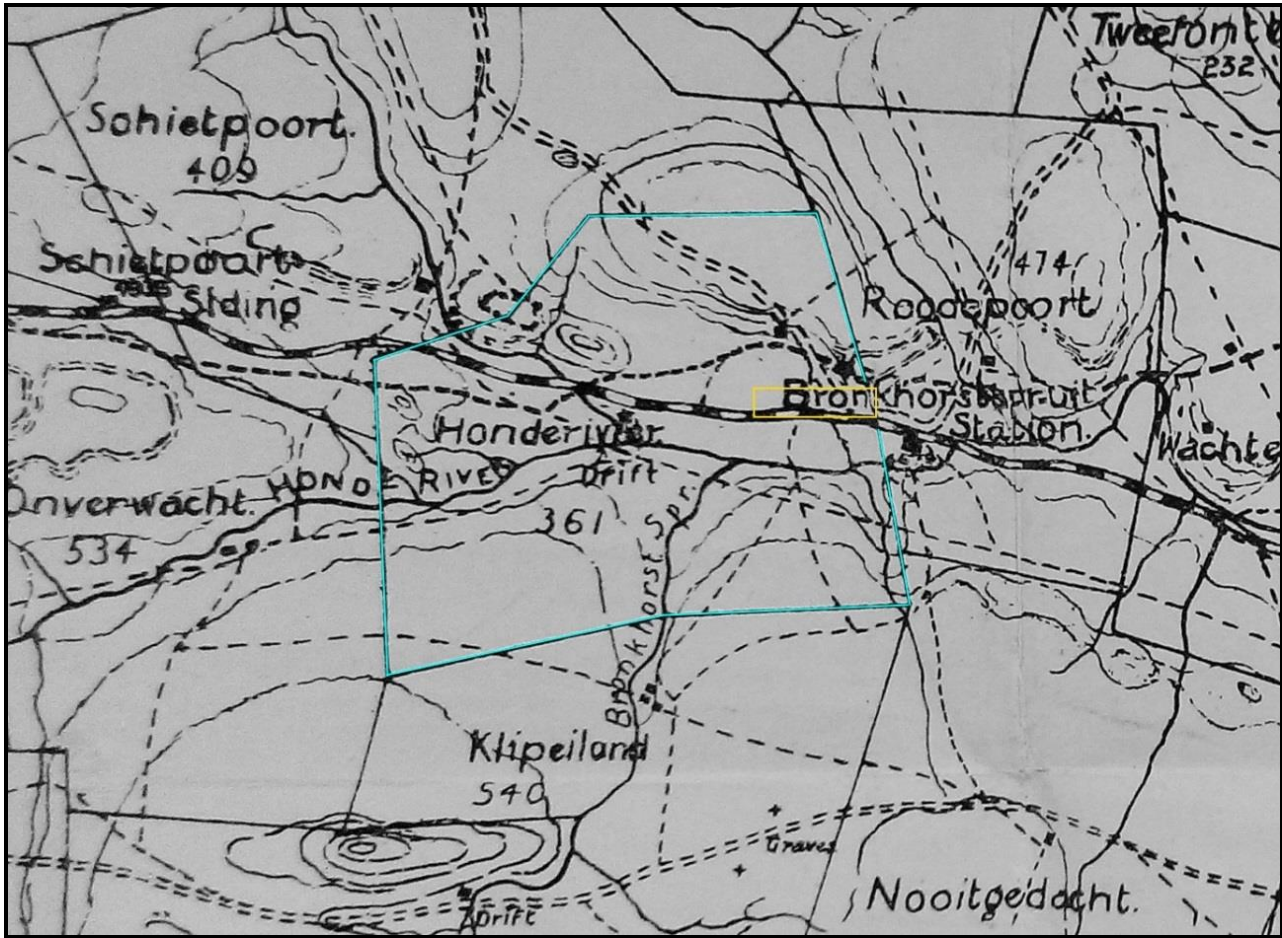 Tweefont
232
Schietpoort.
409
Schietpoort
Siding
474
Roodepoort
Bronkhorstspruit
Station.
Honderivier.
Drift
Wachte
HONDE RIVER
Onverwacht.
534
361
Bronkhorst Spr.
Klipeiland
540
Graves
Nooitgedacht.
Drift